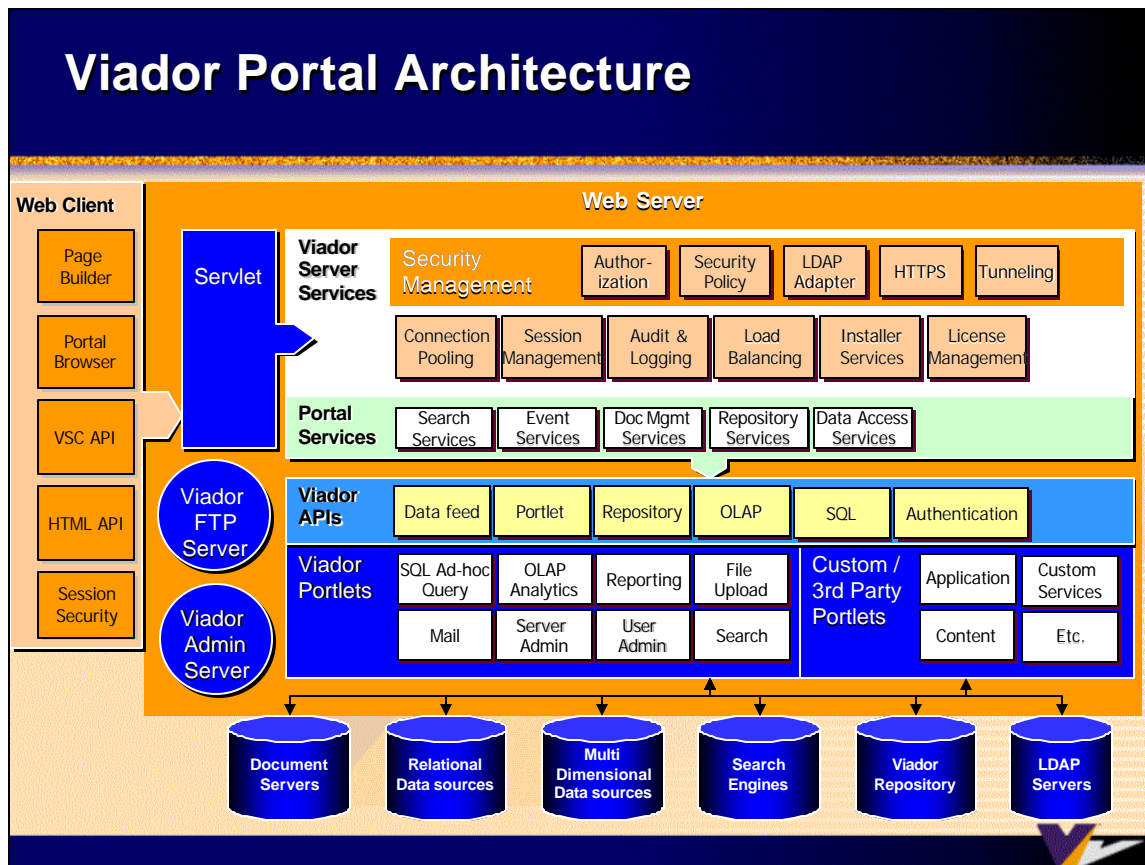 Viador Portal Architecture
Web Client
Page
Builder
Portal
Browser
VSC API
HTML API
Session
Security
Web Server
Servlet
Viador
Server
Services
Security
Management
Author-
ization
Security
Policy
LDAP
Adapter
HTTPS
Tunneling
Connection
Pooling
Session
Management
Audit &
Logging
Load
Balancing
Installer
Services
License
Management
Portal
Services
Search
Services
Event
Services
Doc Mgmt
Services
Repository
Services
Data Access
Services
Viador
FTP
Server
Viador
Admin
Server
Viador
APIs
Data feed
Portlet
Repository
OLAP
SQL
Authentication
Viador
Portlets
SQL Ad-hoc
Query
OLAP
Analytics
Reporting
File
Upload
Mail
Server
Admin
User
Admin
Search
Custom /
3rd Party
Portlets
Application
Custom
Services
Content
Etc.
Document
Servers
Relational
Data sources
Multi
Dimensional
Data sources
Search
Engines
Viador
Repository
LDAP
Servers